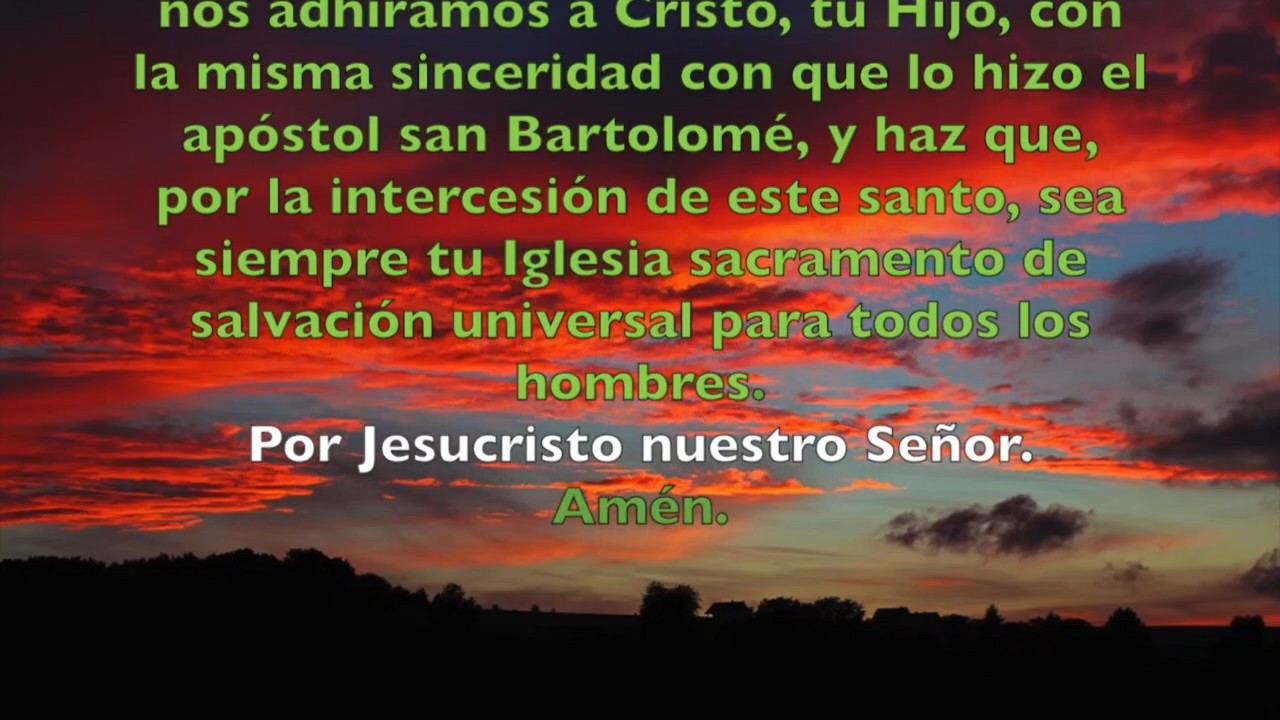 nos adhiramos a Cristo, tu Hijo, con
la misma sinceridad con que lo hizo el
apóstol san Bartolomé, y haz que,
por la intercesión de este santo, sea
siempre tu Iglesia sacramento de
salvación universal para todos los
hombres.
Por Jesucristo nuestro Señor.
Amén.